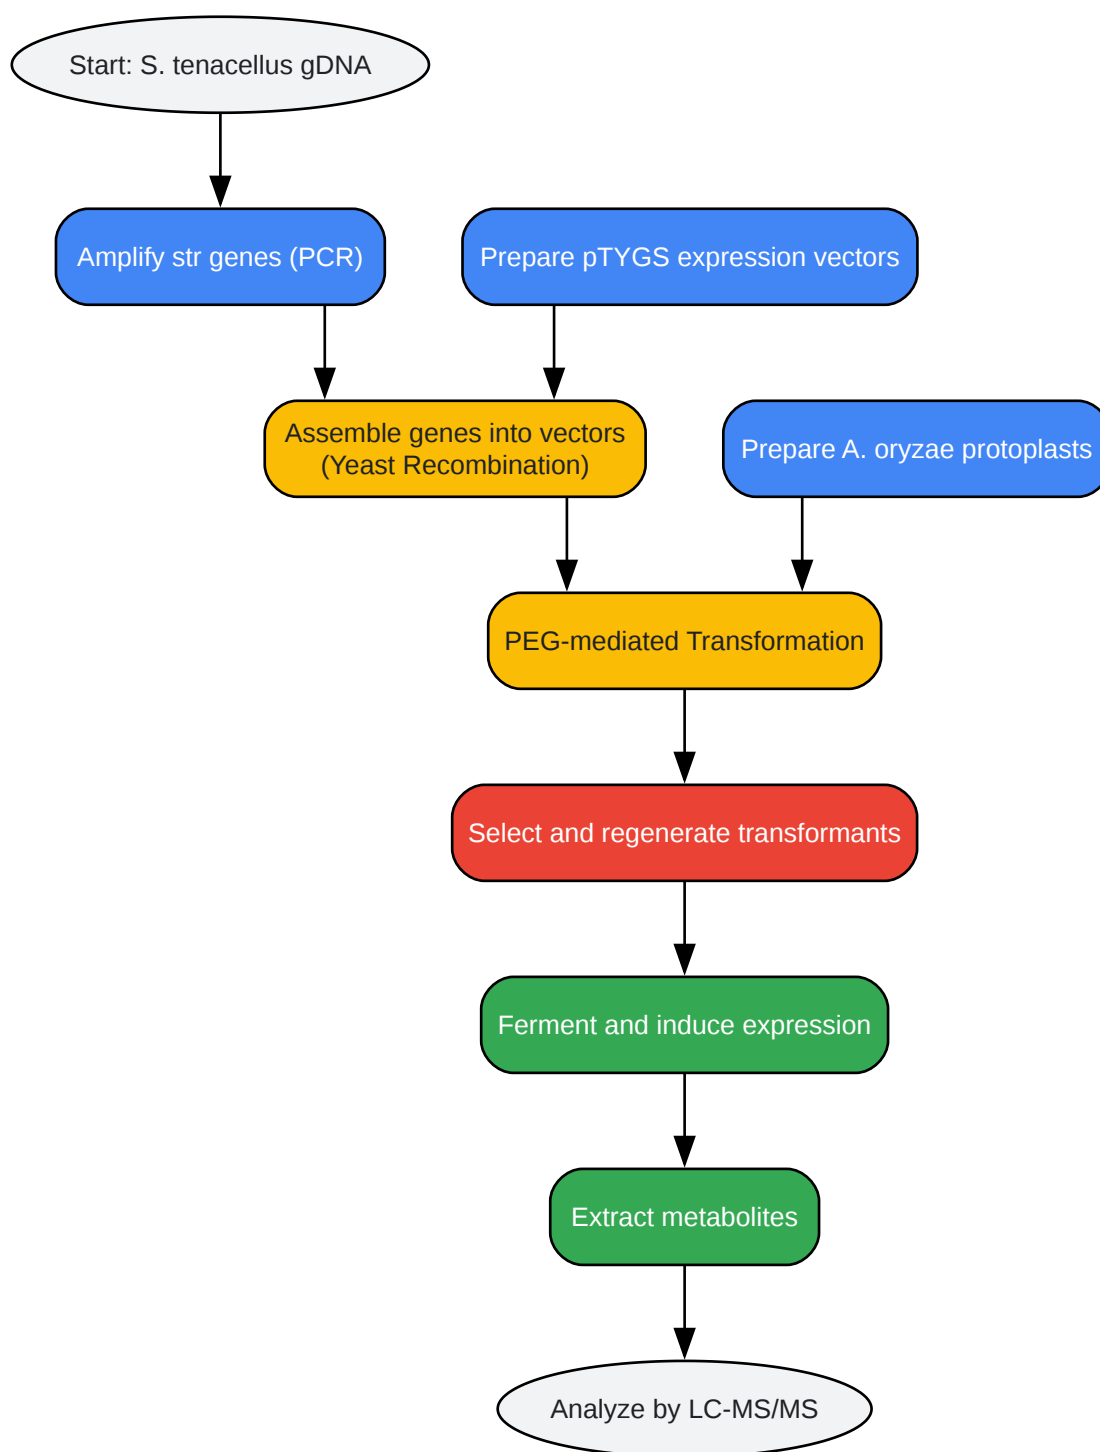 Start: S. tenacellus gDNA
Amplify str genes (PCR)
Prepare pTYGS expression vectors
Assemble genes into vectors
(Yeast Recombination)
Prepare A. oryzae protoplasts
PEG-mediated Transformation
Select and regenerate transformants
Ferment and induce expression
Extract metabolites
Analyze by LC-MS/MS